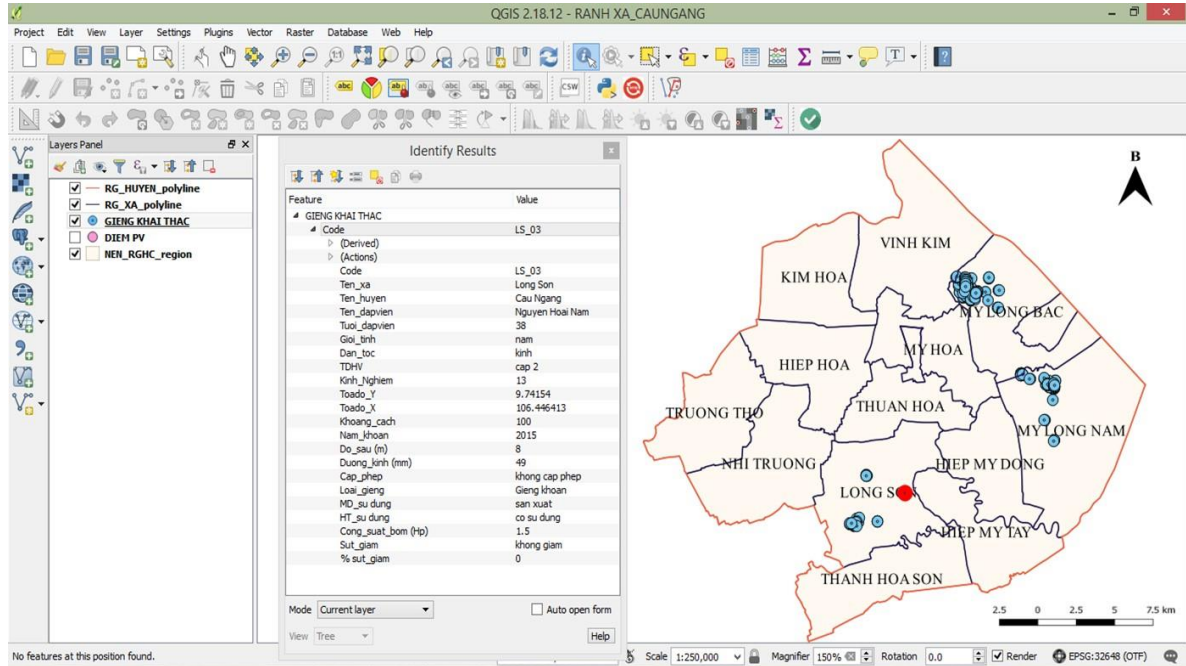 QGIS 2.18.12 - RANH XA_CAUNGANG
Project Edit View Layer Settings Plugins Vector Raster Database Web Help
Layers Panel
RG_HUYEN_polyline
RG_XA_polyline
GIENG KHAI THAC
DIEM PV
NEN_RGHC_region
Identify Results
Feature Value
GIENG KHAI THAC
Code LS_03
(Derived)
(Actions)
Code LS_03
Ten_xa Long Son
Ten_huyen Cau Ngang
Ten_dapvien Nguyen Hoai Nam
Tuoi_dapvien 38
Gioi_tinh nam
Dan_toc kinh
TDHV cap 2
Kinh_Nghiem 13
Toado_Y 9.74154
Toado_X 106.446413
Khoang_cach 100
Nam_khoan 2015
Do_sau (m) 8
Duong_kinh (mm) 49
Cap_phep khong cap phep
Loai_gieng Gieng khoan
MD_su dung san xuat
HT_su dung co su dung
Cong_suat_bom (Hp) 1.5
Sut_giam khong giam
% sut_giam 0
Mode Current layer Auto open form
View Tree Help
B
VINH KIM
KIM HOA
MY LONG BAC
MY HOA
HIEP HOA
TRUONG THO
THUAN HOA
MY LONG NAM
NHI TRUONG
HIEP MY DONG
LONG SON
HIEP MY TAY
THANH HOA SON
2.5 0 2.5 5 7.5 km
No features at this position found. Scale 1:250,000 Magnifier 150% Rotation 0.0 Render EPSG:32648 (OTF)